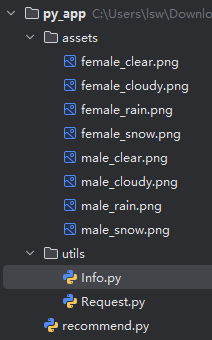 py_app C:\Users\lsw\Downlo
assets
female_clear.png
female_cloudy.png
female_rain.png
female_snow.png
male_clear.png
male_cloudy.png
male_rain.png
male_snow.png
utils
Info.py
Request.py
recommend.py